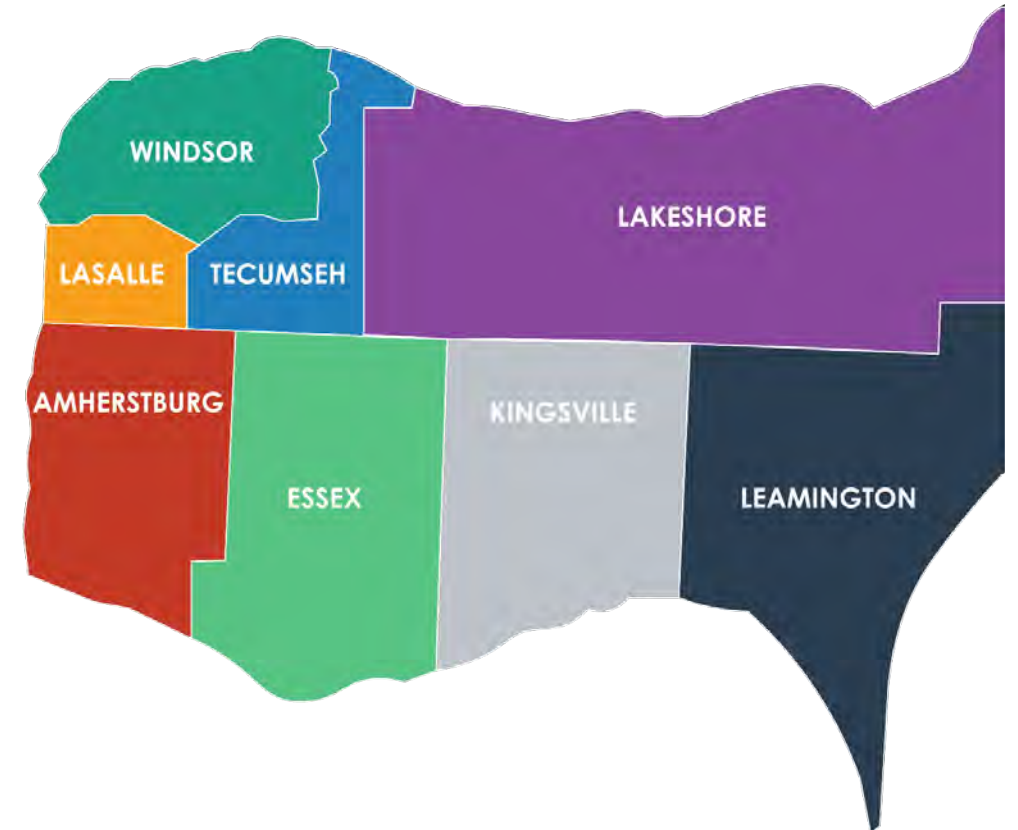 WINDSOR
LAKESHORE
LASALLE
TECUMSEH
AMHERSTBURG
KINGSVILLE
ESSEX
LEAMINGTON